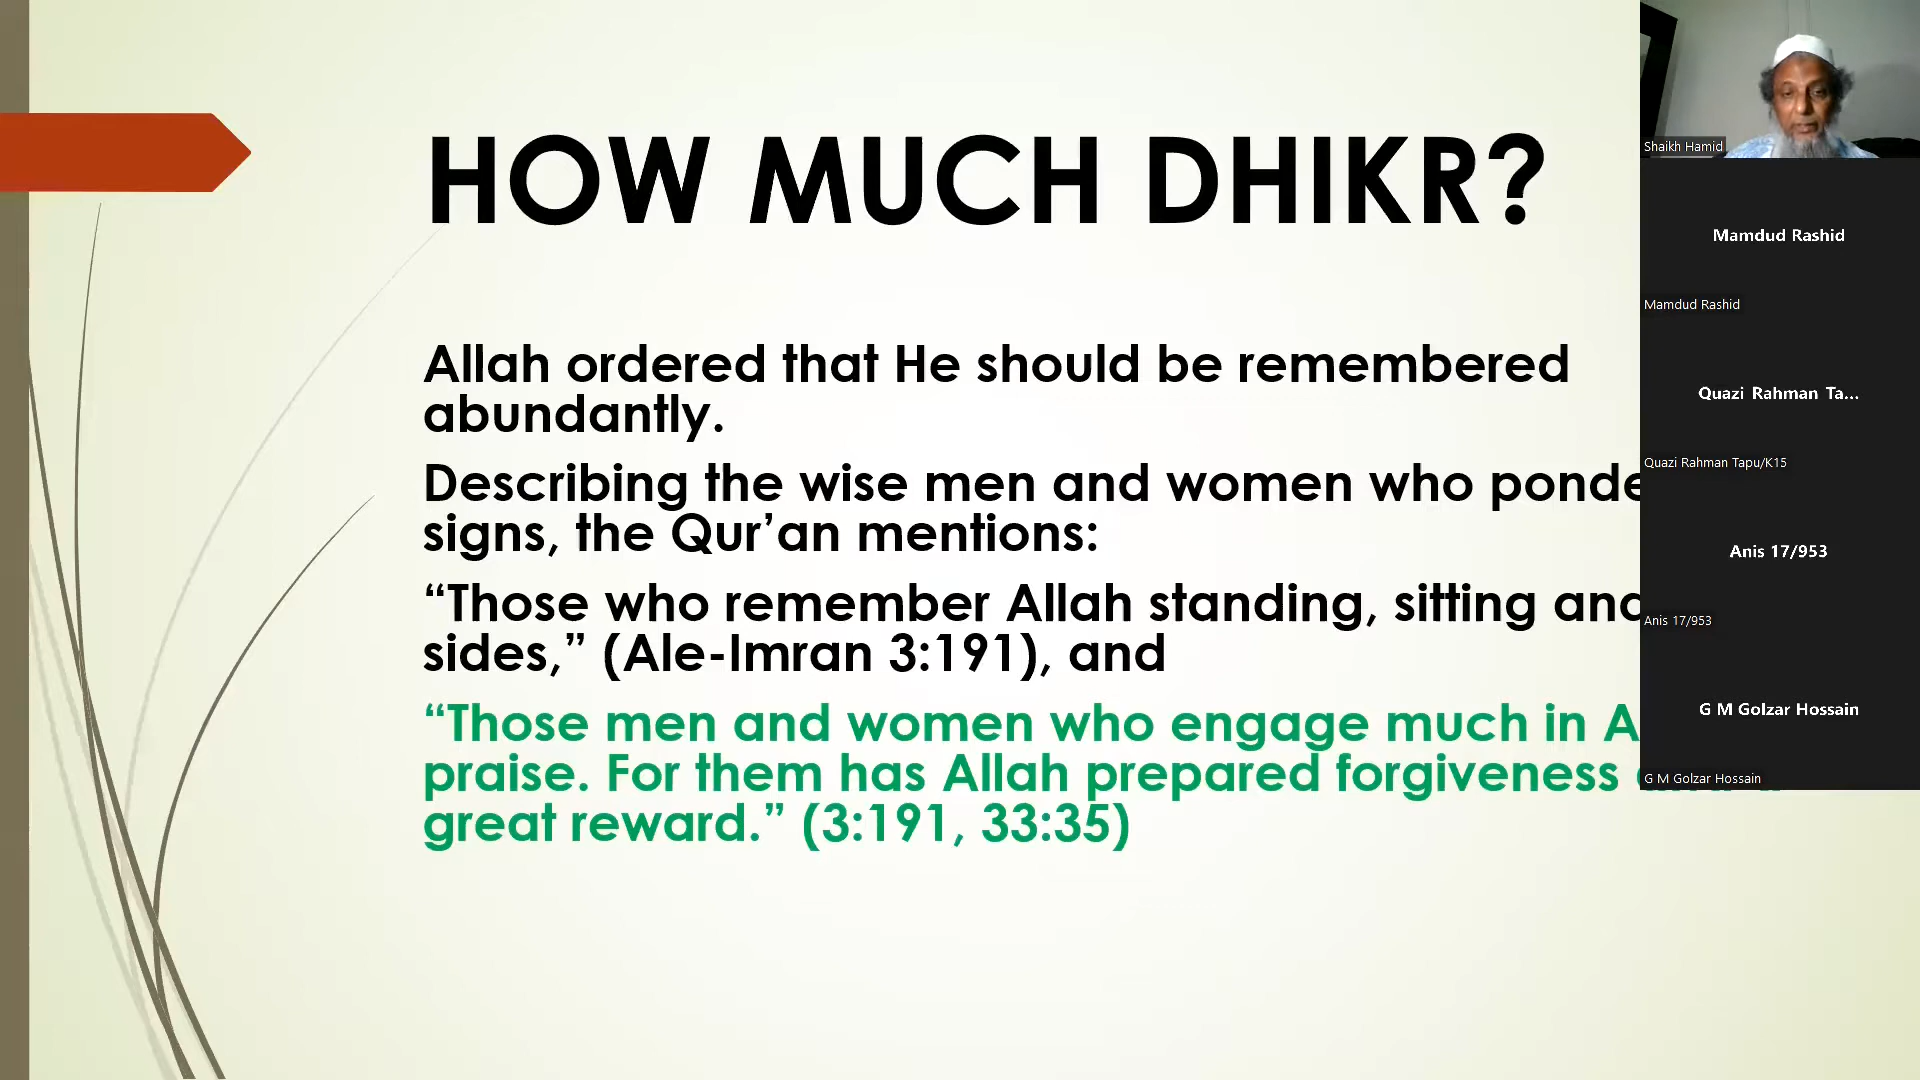 HOW MUCH DHIKR?
Allah ordered that He should be remembered
abundantly.
Describing the wise men and women who
signs, the Qur’an mentions:
“Those who remember Allah standing, sitting
sides,” (Ale-Imran 3:191), and
“Those men and women who engage much in
praise. For them has Allah prepared forgiveness
great reward.” (3:191, 33:35)
Shaikh Hamid
Mamdud Rashid
Mamdud Rashid
Quazi Rahman Ta...
Quazi Rahman Tapu/K15
Anis 17/953
Anis 17/953
G M Golzar Hossain
G M Golzar Hossain